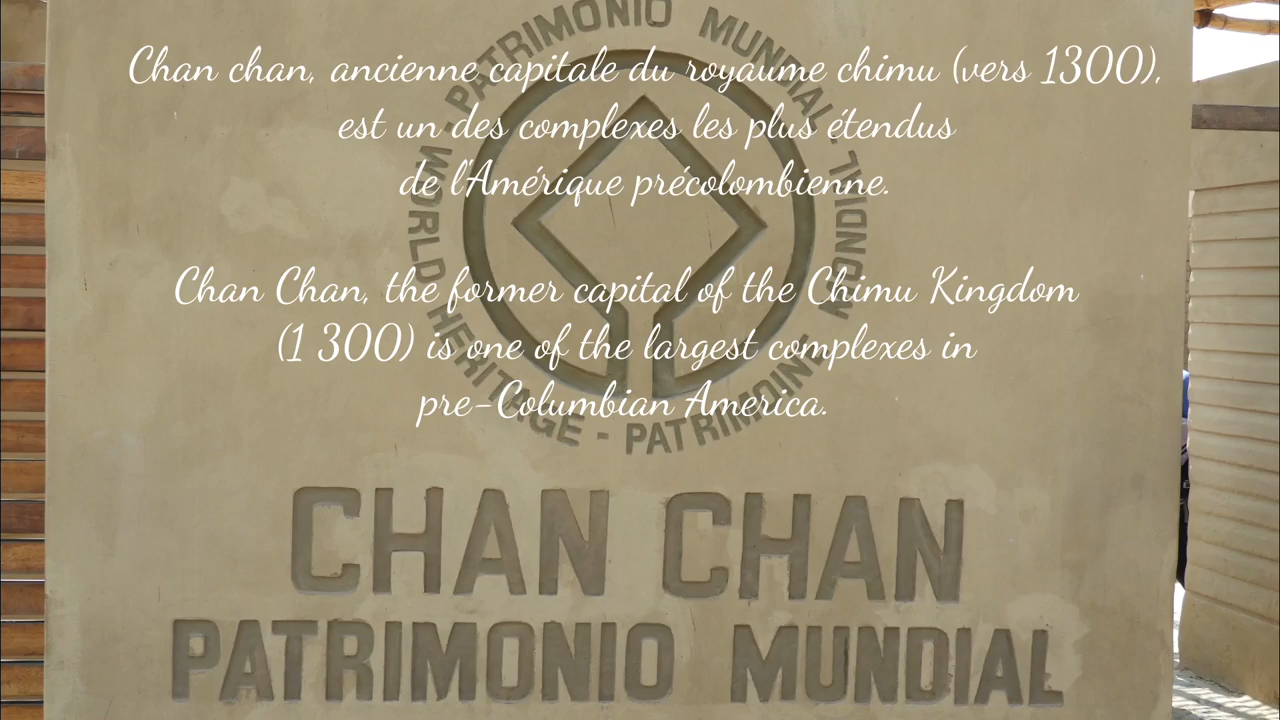 PATRIMONIO MUNDIAL
Chan chan, ancienne capitale du royaume chimu (vers 1300),
est un des complexes les plus étendus
de l'Amérique précolombienne.
Chan Chan, the former capital of the Chimu Kingdom
(1 300) is one of the largest complexes in
pre-Columbian America.
WORLD HERITAGE - PATRIMOINE MONDIAL -
CHAN CHAN
PATRIMONIO MUNDIAL